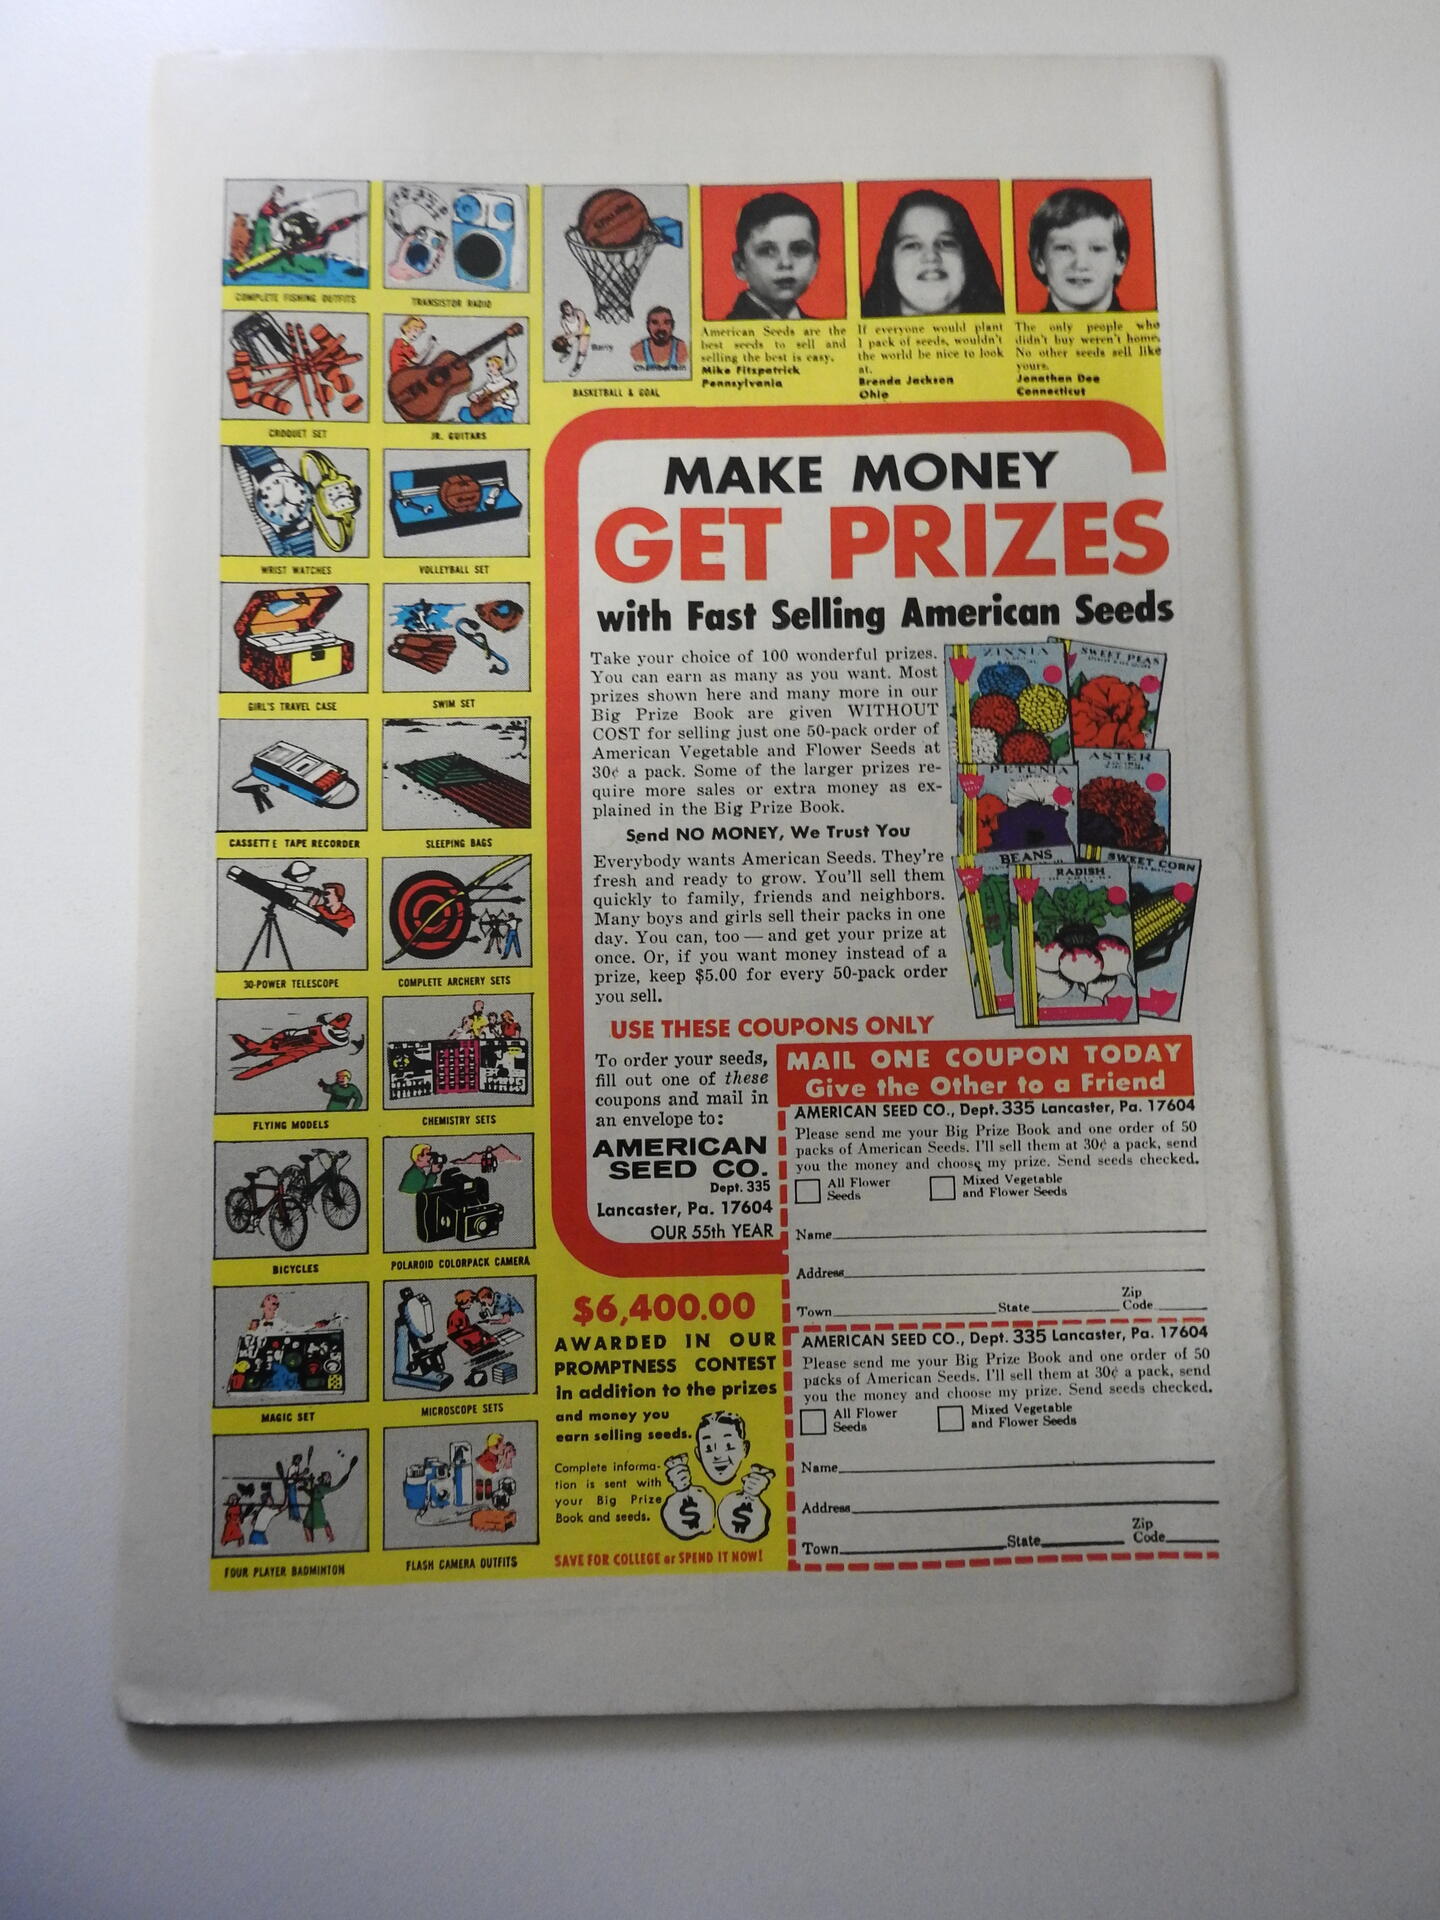 COMPLETE FISHING OUTFITS
TRANSISTOR RADIO
CROQUET SET
JR. GUITARS
WRIST WATCHES
VOLLEYBALL SET
GIRL'S TRAVEL CASE
SWIM SET
CASSETTE TAPE RECORDER
SLEEPING BAGS
30-POWER TELESCOPE
COMPLETE ARCHERY SETS
FLYING MODELS
CHEMISTRY SETS
BICYCLES
POLAROID COLORPACK CAMERA
MAGIC SET
MICROSCOPE SETS
FOUR PLAYER BADMINTON
FLASH CAMERA OUTFITS
Barry
Chamberlain
BASKETBALL & GOAL
American Seeds are the
best seeds to sell and
selling the best is easy.
Mike Fitzpatrick
Pennsylvania
If everyone would plant
1 pack of seeds, wouldn't
the world be nice to look
at.
Brenda Jackson
Ohio
The only people who
didn't buy weren't home.
No other seeds sell like
yours.
Jonathan Dee
Connecticut
MAKE MONEY
GET PRIZES
with Fast Selling American Seeds
Take your choice of 100 wonderful prizes.
You can earn as many as you want. Most
prizes shown here and many more in our
Big Prize Book are given WITHOUT
COST for selling just one 50-pack order of
American Vegetable and Flower Seeds at
30¢ a pack. Some of the larger prizes re-
quire more sales or extra money as ex-
plained in the Big Prize Book.
Send NO MONEY, We Trust You
Everybody wants American Seeds. They're
fresh and ready to grow. You'll sell them
quickly to family, friends and neighbors.
Many boys and girls sell their packs in one
day. You can, too — and get your prize at
once. Or, if you want money instead of a
prize, keep $5.00 for every 50-pack order
you sell.
ZINNIA
SWEET PEAS
PETUNIA
ASTER
BEANS
RADISH
SWEET CORN
USE THESE COUPONS ONLY
To order your seeds,
fill out one of these
coupons and mail in
an envelope to:
AMERICAN
SEED CO.
Dept. 335
Lancaster, Pa. 17604
OUR 55th YEAR
MAIL ONE COUPON TODAY
Give the Other to a Friend
AMERICAN SEED CO., Dept. 335 Lancaster, Pa. 17604
Please send me your Big Prize Book and one order of 50
packs of American Seeds. I'll sell them at 30¢ a pack, send
you the money and choose my prize. Send seeds checked.
All Flower Seeds
Mixed Vegetable and Flower Seeds
Name
Address
Town State Zip Code
AMERICAN SEED CO., Dept. 335 Lancaster, Pa. 17604
Please send me your Big Prize Book and one order of 50
packs of American Seeds. I'll sell them at 30¢ a pack, send
you the money and choose my prize. Send seeds checked.
All Flower Seeds
Mixed Vegetable and Flower Seeds
Name
Address
Town State Zip Code
$6,400.00
AWARDED IN OUR
PROMPTNESS CONTEST
in addition to the prizes
and money you
earn selling seeds.
Complete informa-
tion is sent with
your Big Prize
Book and seeds.
$ $
SAVE FOR COLLEGE or SPEND IT NOW!